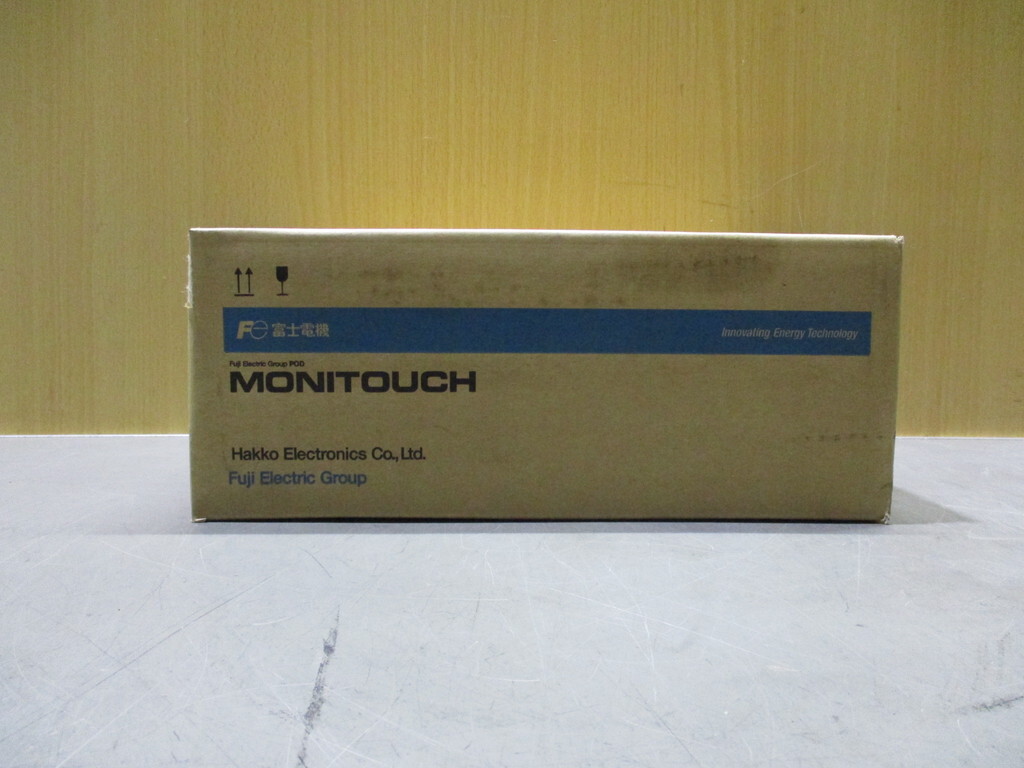 Fe 富士電機
Innovating Energy Technology
Fuji Electric Group POD
MONITOUCH
Hakko Electronics Co., Ltd.
Fuji Electric Group